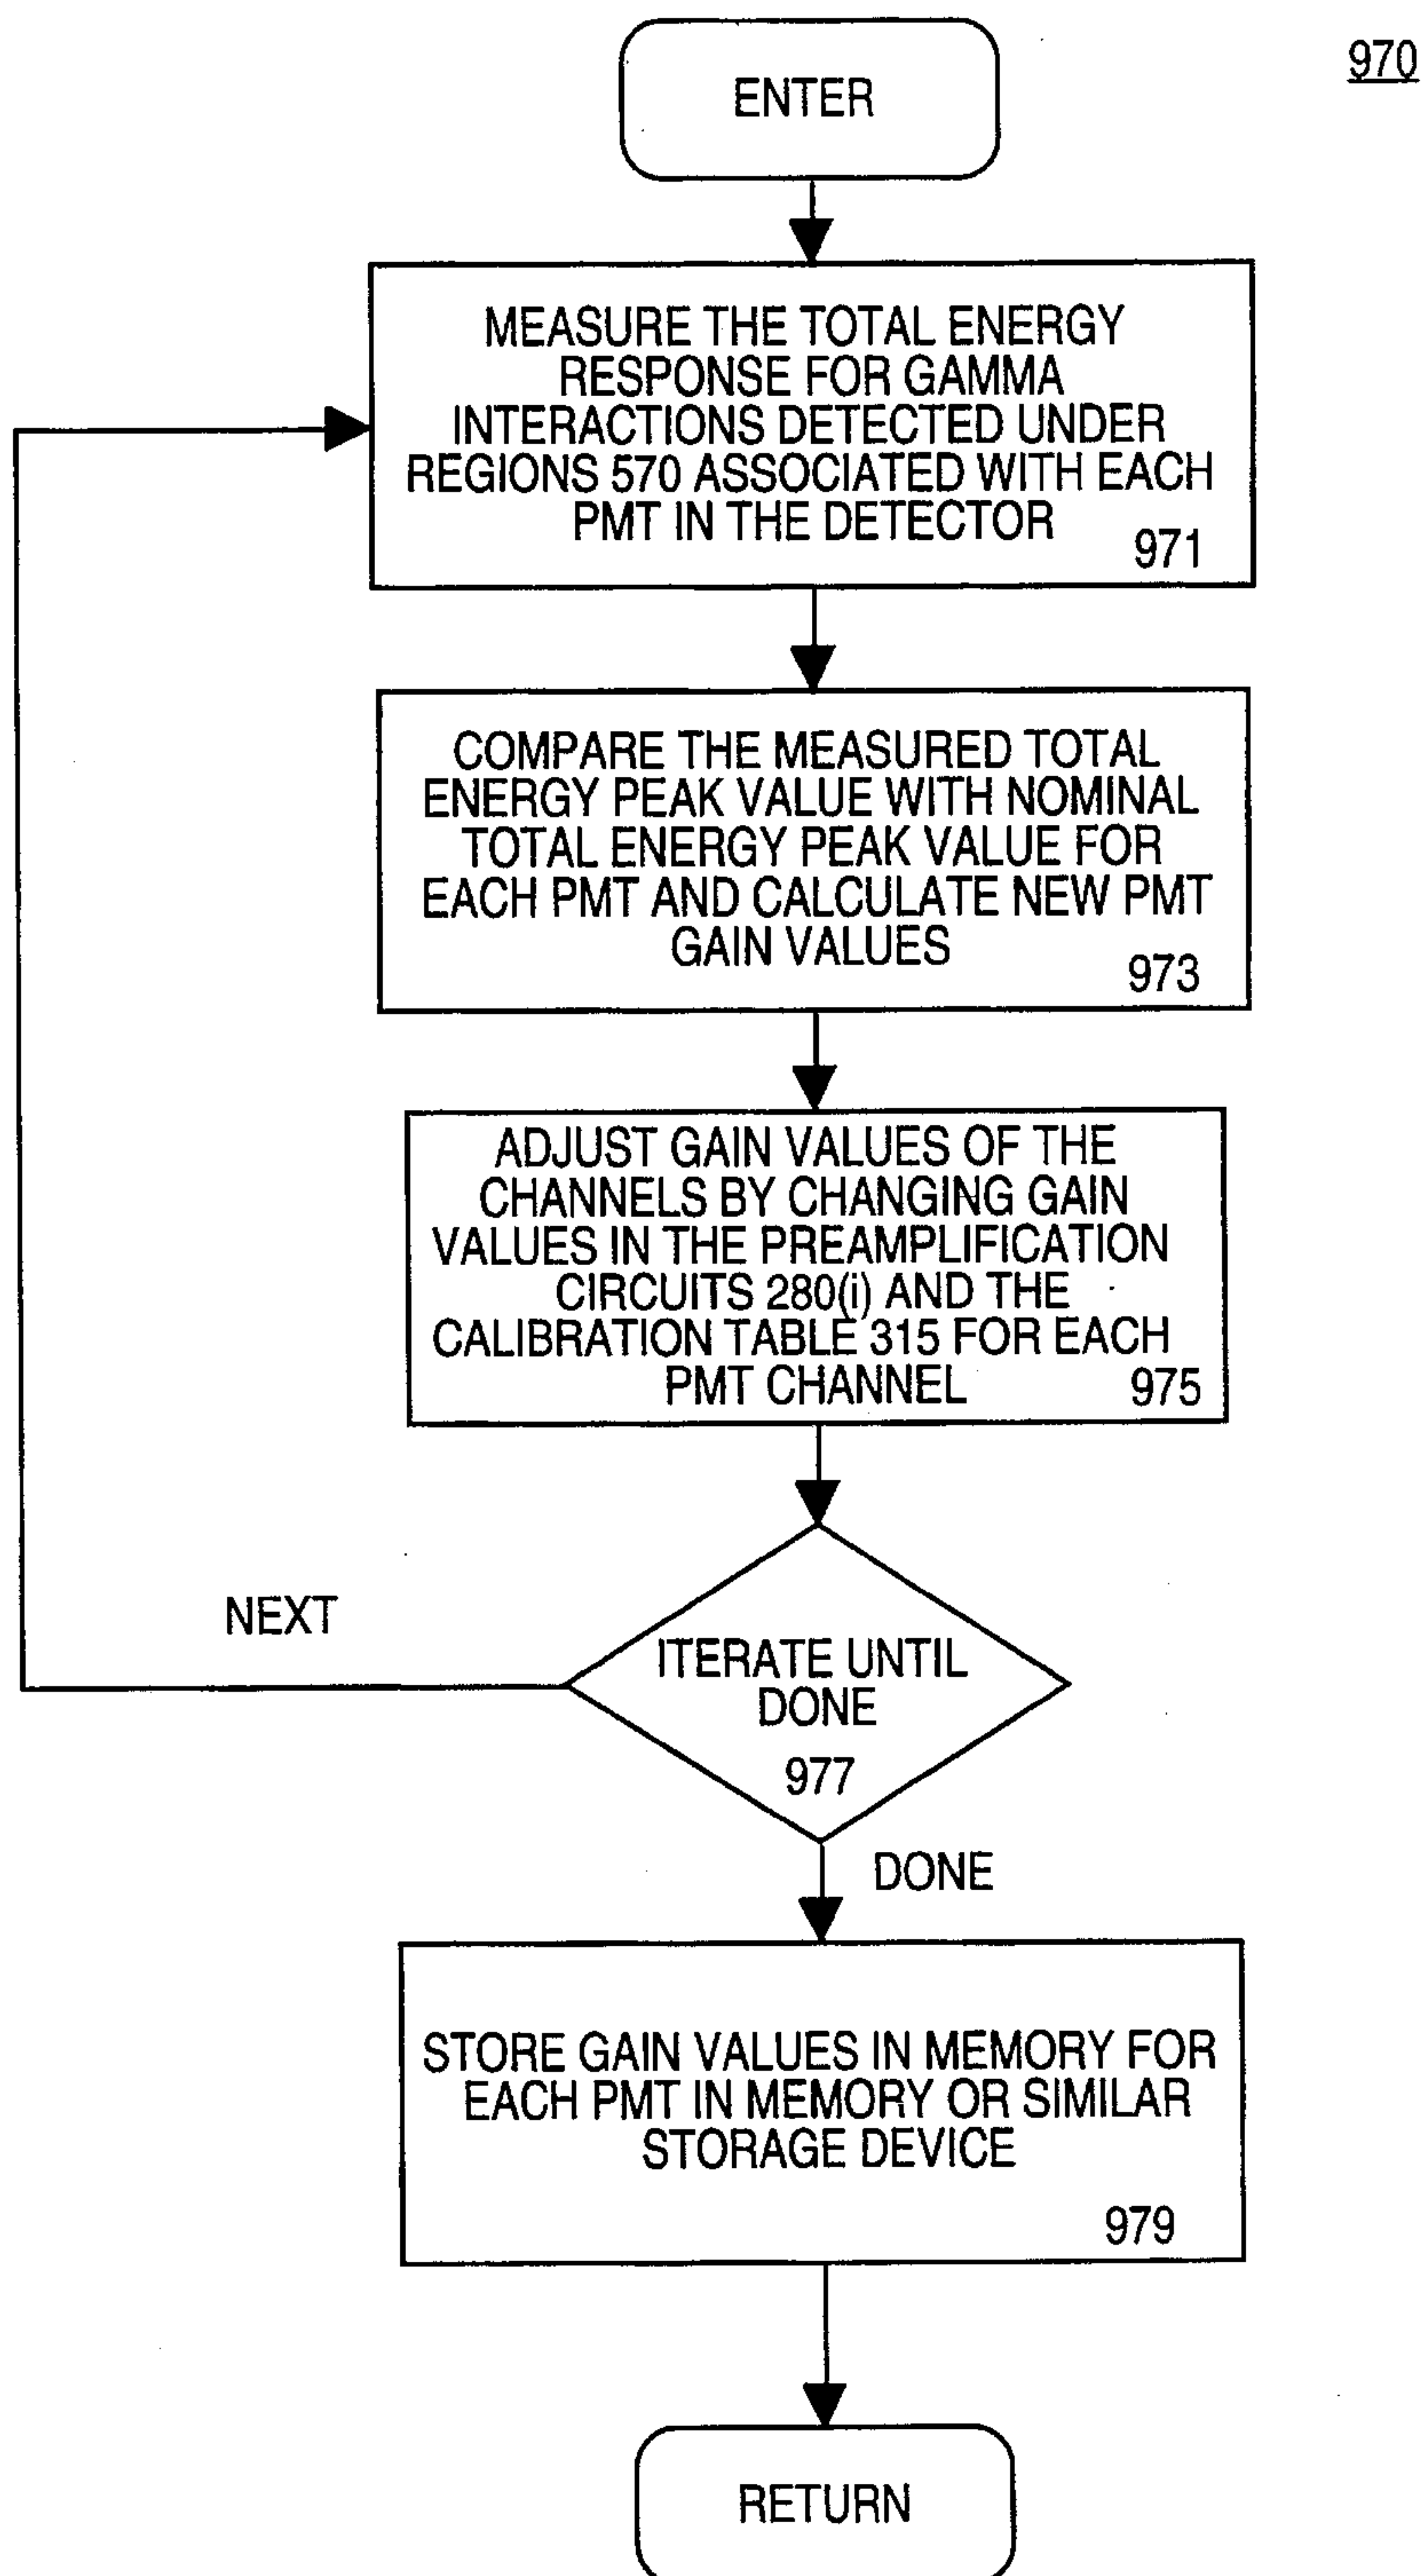 970
ENTER
MEASURE THE TOTAL ENERGY
RESPONSE FOR GAMMA
INTERACTIONS DETECTED UNDER
REGIONS 570 ASSOCIATED WITH EACH
PMT IN THE DETECTOR
971
COMPARE THE MEASURED TOTAL
ENERGY PEAK VALUE WITH NOMINAL
TOTAL ENERGY PEAK VALUE FOR
EACH PMT AND CALCULATE NEW PMT
GAIN VALUES
973
ADJUST GAIN VALUES OF THE
CHANNELS BY CHANGING GAIN
VALUES IN THE PREAMPLIFICATION
CIRCUITS 280(i) AND THE
CALIBRATION TABLE 315 FOR EACH
PMT CHANNEL
975
NEXT
ITERATE UNTIL
DONE
977
DONE
STORE GAIN VALUES IN MEMORY FOR
EACH PMT IN MEMORY OR SIMILAR
STORAGE DEVICE
979
RETURN